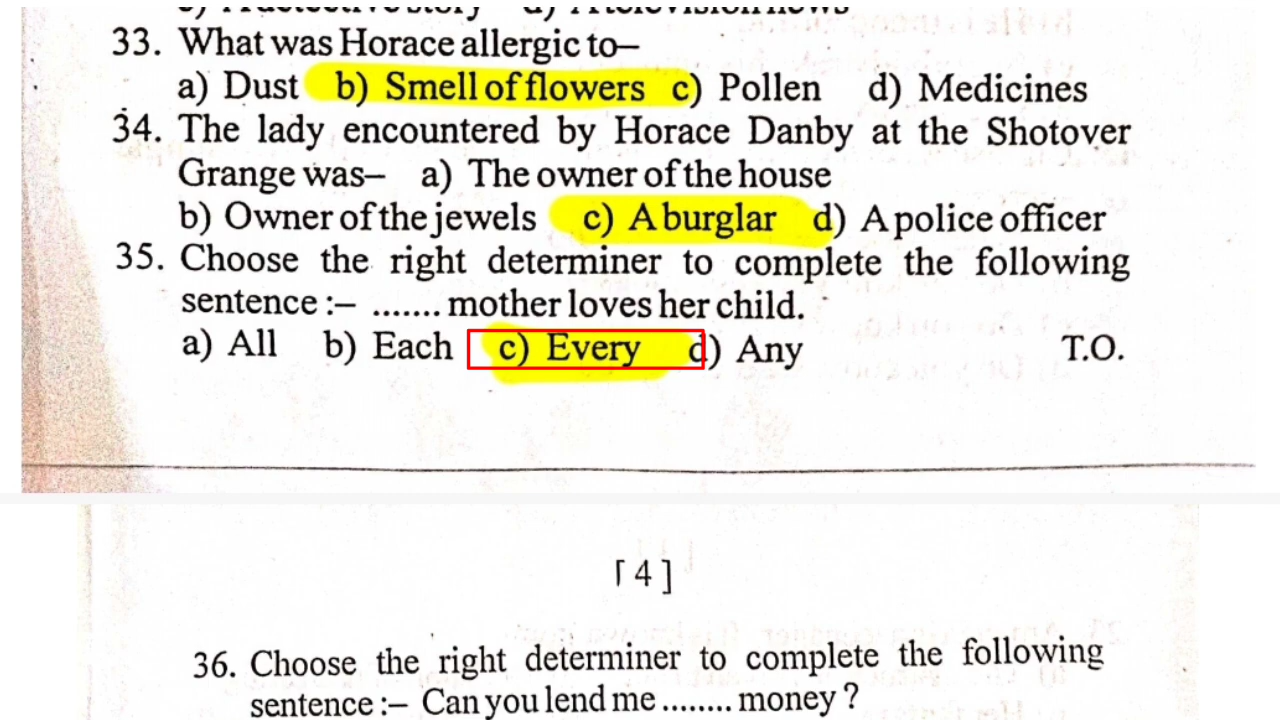 33. What was Horace allergic to–
a) Dust b) Smell of flowers c) Pollen d) Medicines
34. The lady encountered by Horace Danby at the Shotover
Grange was– a) The owner of the house
b) Owner of the jewels c) A burglar d) A police officer
35. Choose the right determiner to complete the following
sentence :– ....... mother loves her child.
a) All b) Each c) Every d) Any T.O.
[ 4 ]
36. Choose the right determiner to complete the following
sentence :– Can you lend me ........ money ?